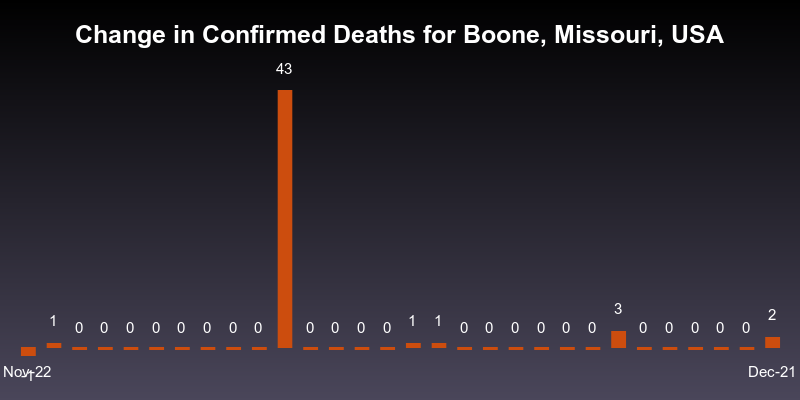 Change in Confirmed Deaths for Boone, Missouri, USA
43
1 0 0 0 0 0 0 0 0 0 0 0 0 1 1 0 0 0 0 0 0 3 0 0 0 0 0 2
Nov-22 Dec-21